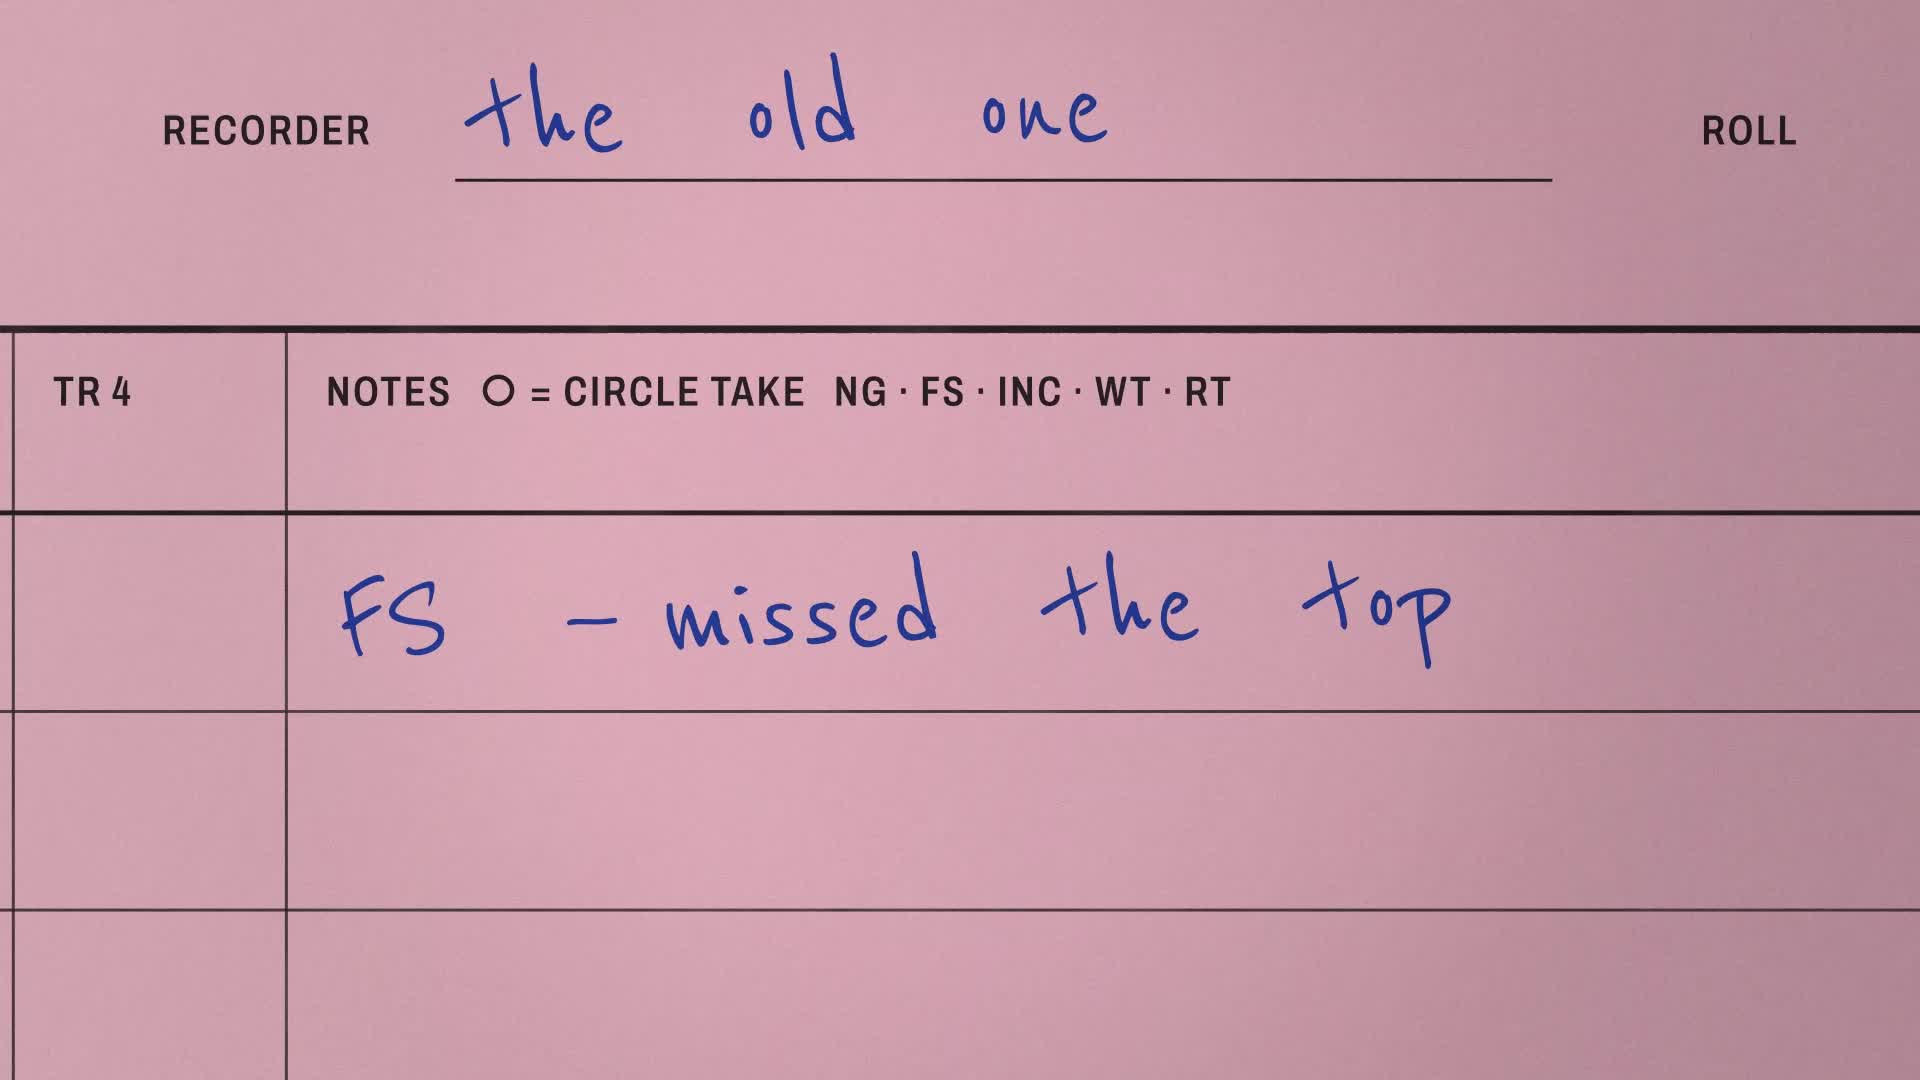 RECORDER the old one ROLL
TR 4 NOTES O = CIRCLE TAKE NG · FS · INC · WT · RT
FS – missed the top